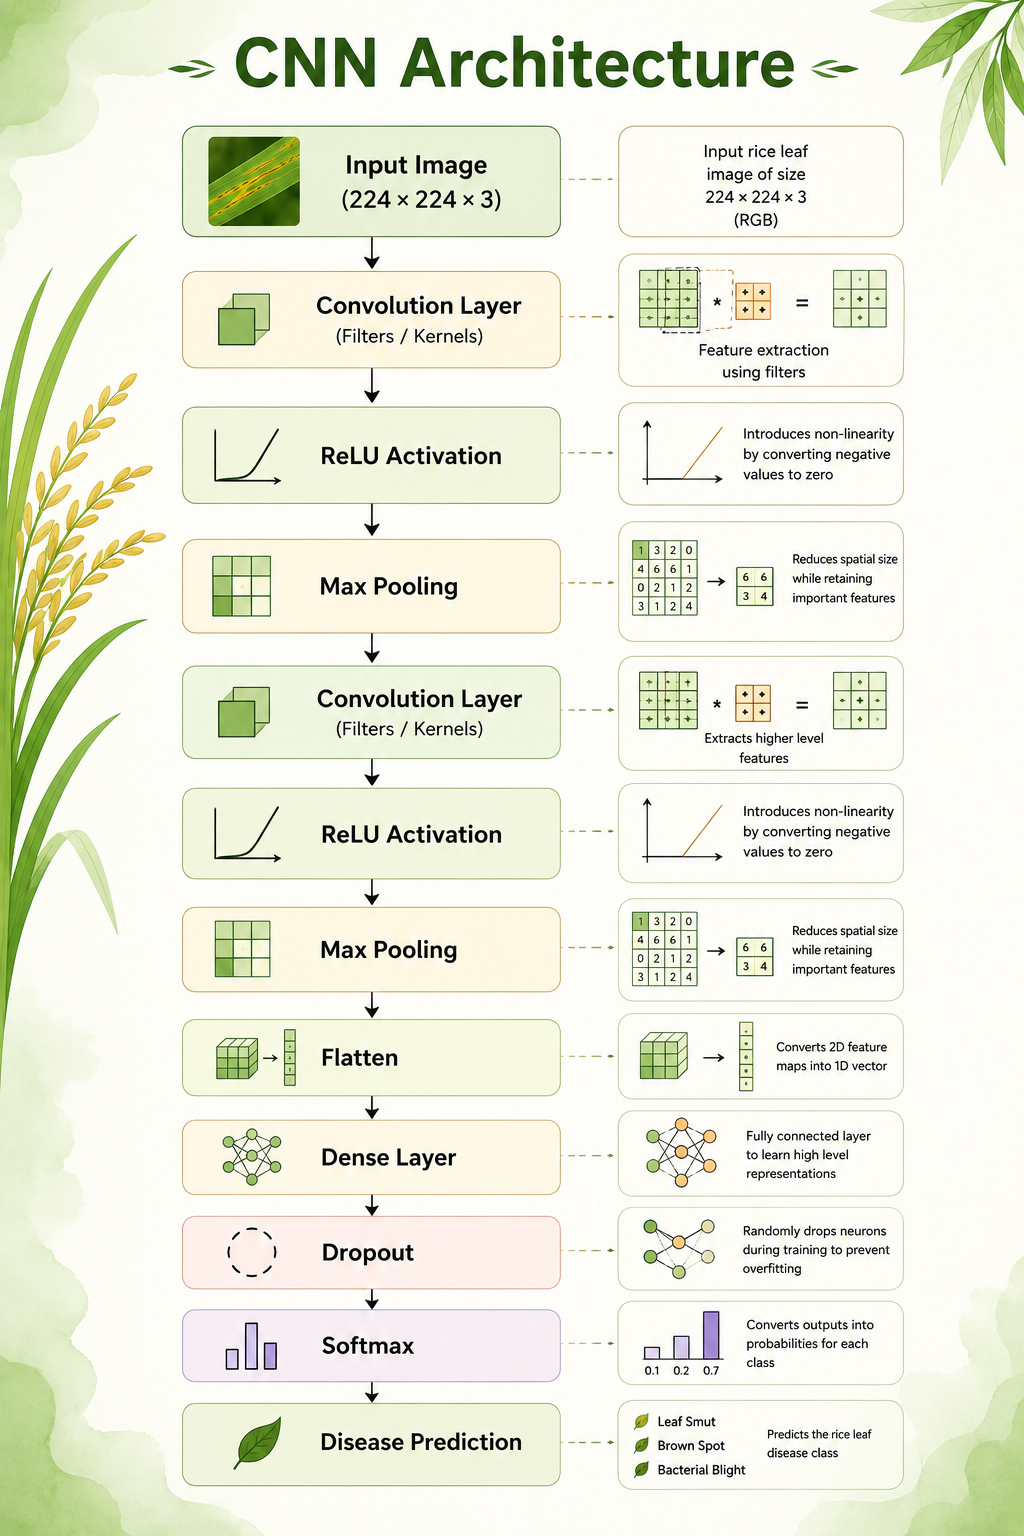 CNN Architecture
Input Image
(224 × 224 × 3)
Input rice leaf
image of size
224 × 224 × 3
(RGB)
Convolution Layer
(Filters / Kernels)
* =
Feature extraction
using filters
ReLU Activation
Introduces non-linearity
by converting negative
values to zero
Max Pooling
1 3 2 0
4 6 6 1
0 2 1 2
3 1 2 4
6 6
3 4
Reduces spatial size
while retaining
important features
Convolution Layer
(Filters / Kernels)
* =
Extracts higher level
features
ReLU Activation
Introduces non-linearity
by converting negative
values to zero
Max Pooling
1 3 2 0
4 6 6 1
0 2 1 2
3 1 2 4
6 6
3 4
Reduces spatial size
while retaining
important features
Flatten
Converts 2D feature
maps into 1D vector
Dense Layer
Fully connected layer
to learn high level
representations
Dropout
Randomly drops neurons
during training to prevent
overfitting
Softmax
0.1 0.2 0.7
Converts outputs into
probabilities for each
class
Disease Prediction
Leaf Smut
Brown Spot
Bacterial Blight
Predicts the rice leaf
disease class